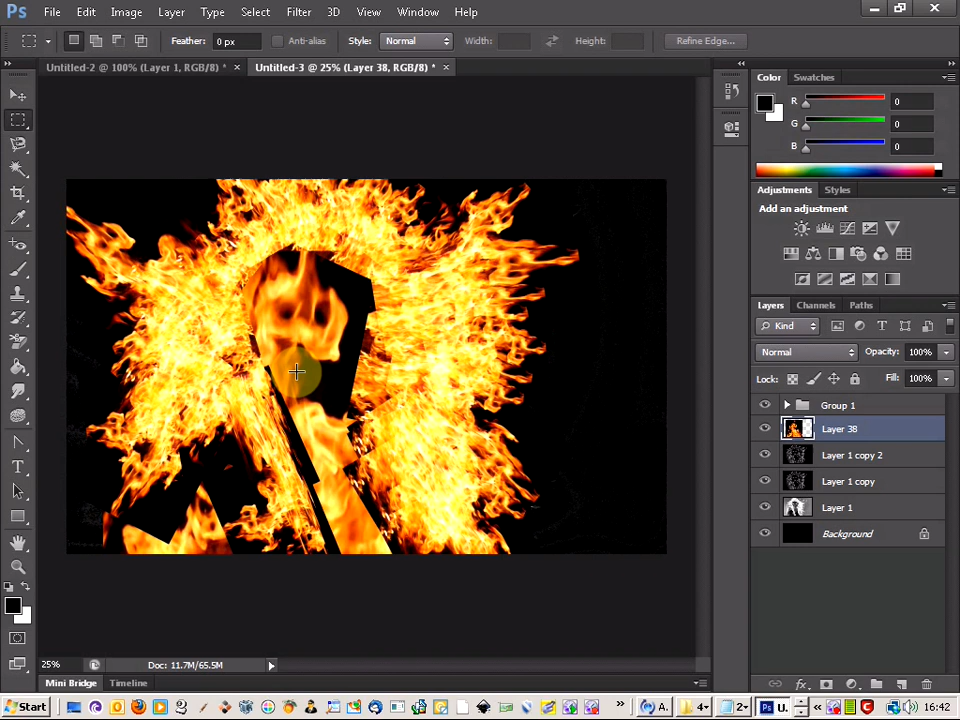 Ps File Edit Image Layer Type Select Filter 3D View Window Help
Feather: 0 px Anti-alias Style: Normal Width: Height: Refine Edge...
Untitled-2 @ 100% (Layer 1, RGB/8) * × Untitled-3 @ 25% (Layer 38, RGB/8) * ×
Color Swatches
R 0
G 0
B 0
Adjustments Styles
Add an adjustment
Layers Channels Paths
Kind
Normal Opacity: 100%
Lock: Fill: 100%
Group 1
Layer 38
Layer 1 copy 2
Layer 1 copy
Layer 1
Background
25% Doc: 11.7M/65.5M
Mini Bridge Timeline
Start A. 4 2 Ps U. 16:42